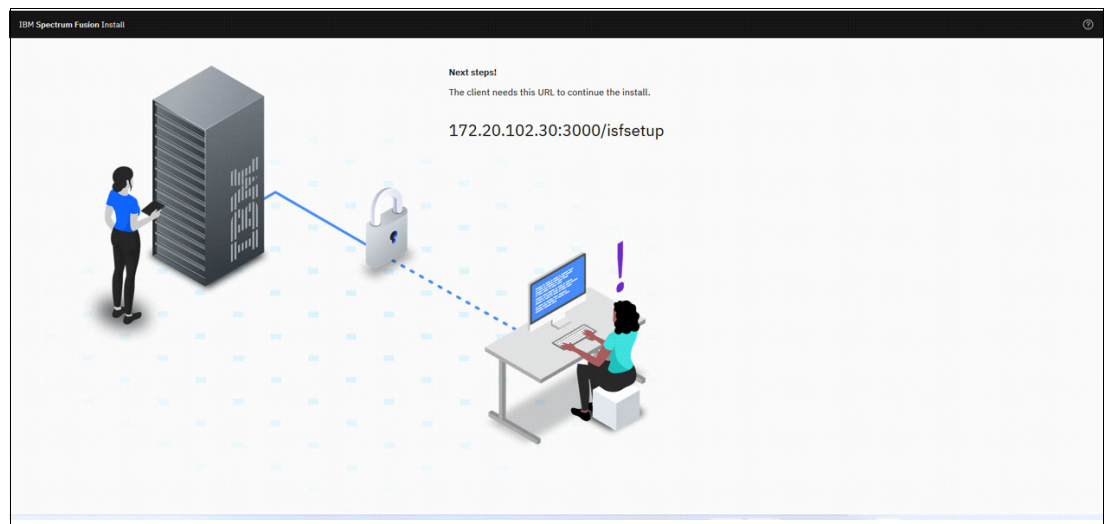 IBM Spectrum Fusion Install
Next steps!
The client needs this URL to continue the install.
172.20.102.30:3000/isfsetup
IBM